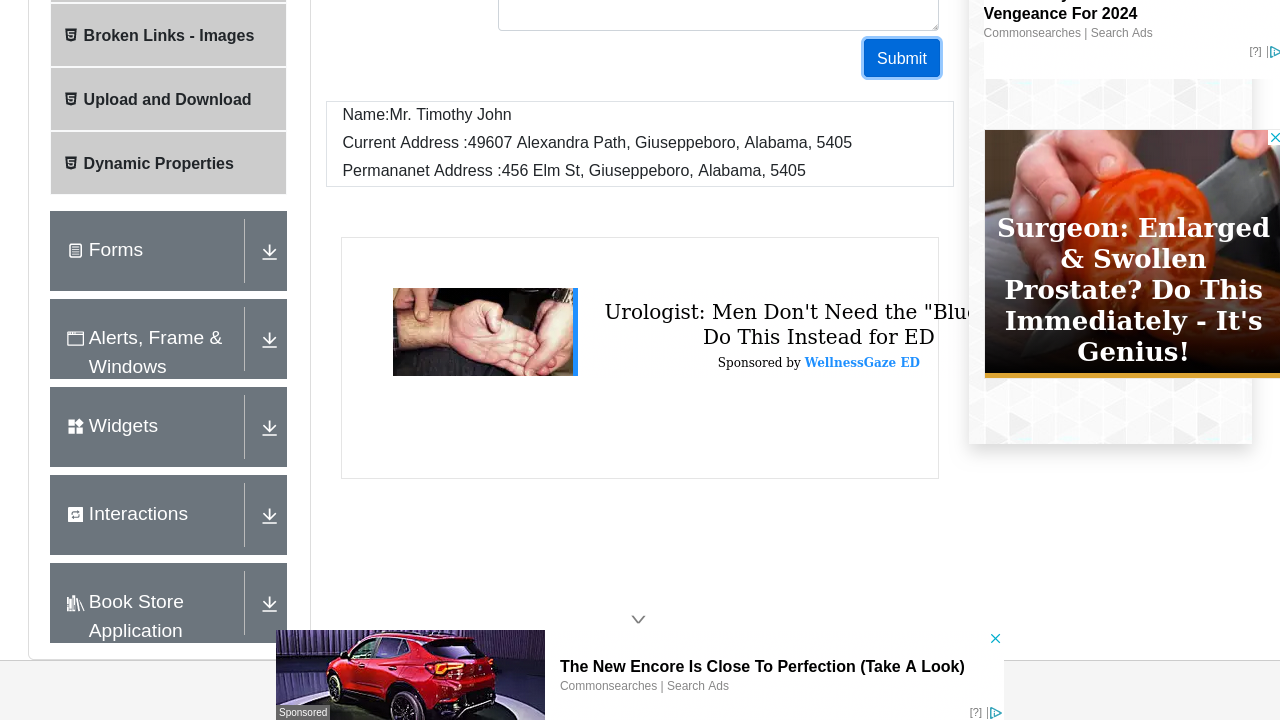 Broken Links - Images
Upload and Download
Dynamic Properties
Forms
Alerts, Frame &
Windows
Widgets
Interactions
Book Store
Application
Submit
Name:Mr. Timothy John
Current Address :49607 Alexandra Path, Giuseppeboro, Alabama, 5405
Permananet Address :456 Elm St, Giuseppeboro, Alabama, 5405
Urologist: Men Don't Need the "Blu
Do This Instead for ED
Sponsored by WellnessGaze ED
Vengeance For 2024
Commonsearches | Search Ads
[?]
Surgeon: Enlarged
& Swollen
Prostate? Do This
Immediately - It's
Genius!
Sponsored
The New Encore Is Close To Perfection (Take A Look)
Commonsearches | Search Ads
[?]